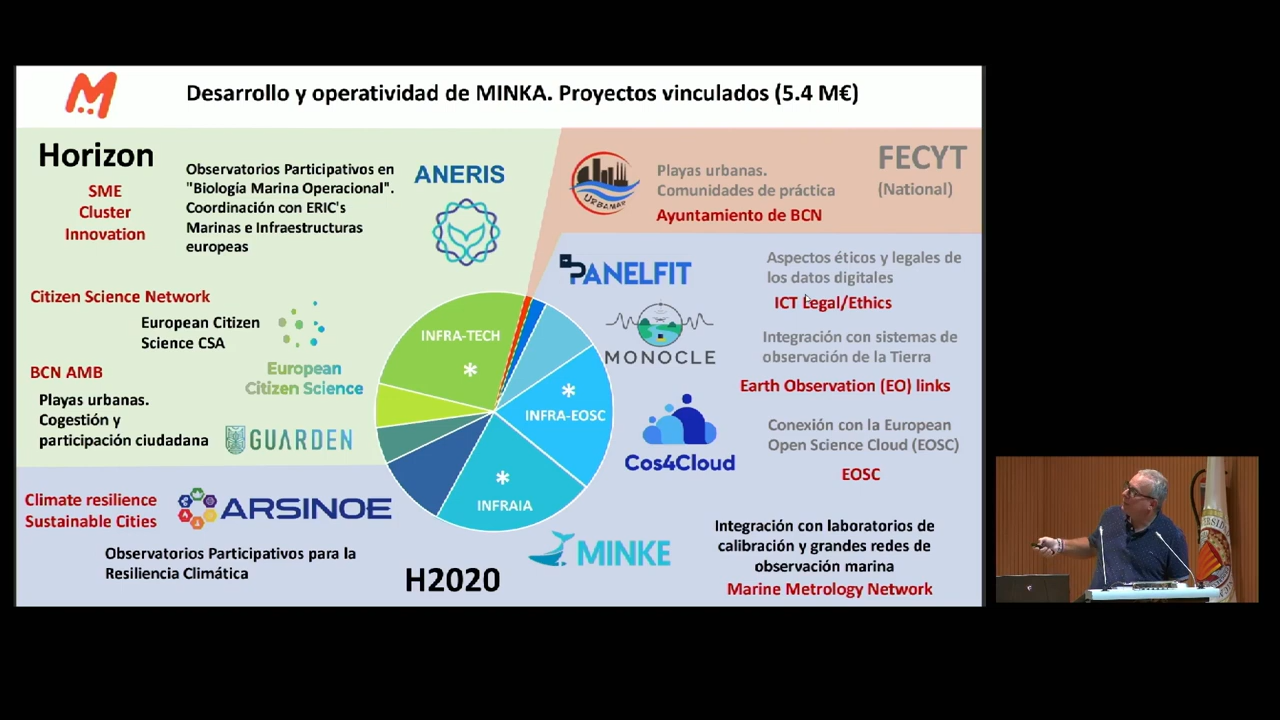 Desarrollo y operatividad de MINKA. Proyectos vinculados (5.4 M€)
Horizon
SME
Cluster
Innovation
Observatorios Participativos en
"Biología Marina Operacional".
Coordinación con ERIC's
Marinas e Infraestructuras
europeas
ANERIS
Citizen Science Network
European Citizen
Science CSA
European
Citizen Science
BCN AMB
Playas urbanas.
Cogestión y
participación ciudadana
GUARDEN
URBAMAR
Playas urbanas.
Comunidades de práctica
Ayuntamiento de BCN
FECYT
(National)
PANELFIT
Aspectos éticos y legales de
los datos digitales
ICT Legal/Ethics
MONOCLE
Integración con sistemas de
observación de la Tierra
Earth Observation (EO) links
Cos4Cloud
Conexión con la European
Open Science Cloud (EOSC)
EOSC
INFRA-TECH
*
*
INFRA-EOSC
*
INFRAIA
Climate resilience
Sustainable Cities
ARSINOE
Observatorios Participativos para la
Resiliencia Climática
H2020
MINKE
Integración con laboratorios de
calibración y grandes redes de
observación marina
Marine Metrology Network